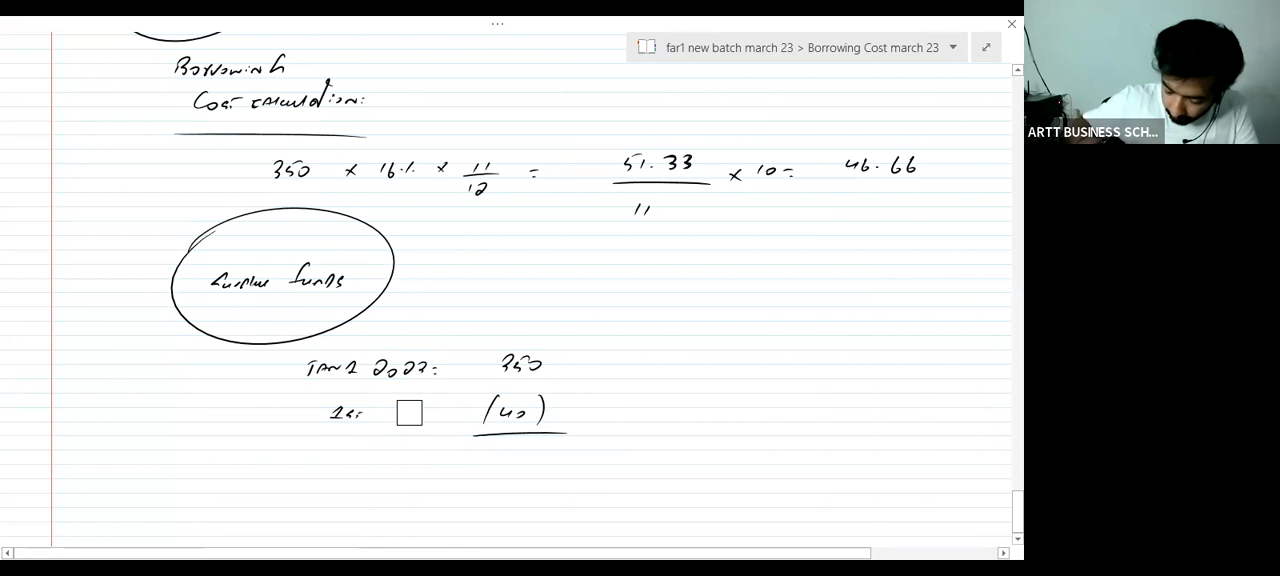 far1 new batch march 23 > Borrowing Cost march 23
ARTT BUSINESS SCH...
Borrowing
Cost calculation:
350 x 16% x 11/12 = 51.33/11 x 10 = 46.66
Surplus funds
Jan 1 2022: 350
1st (40)